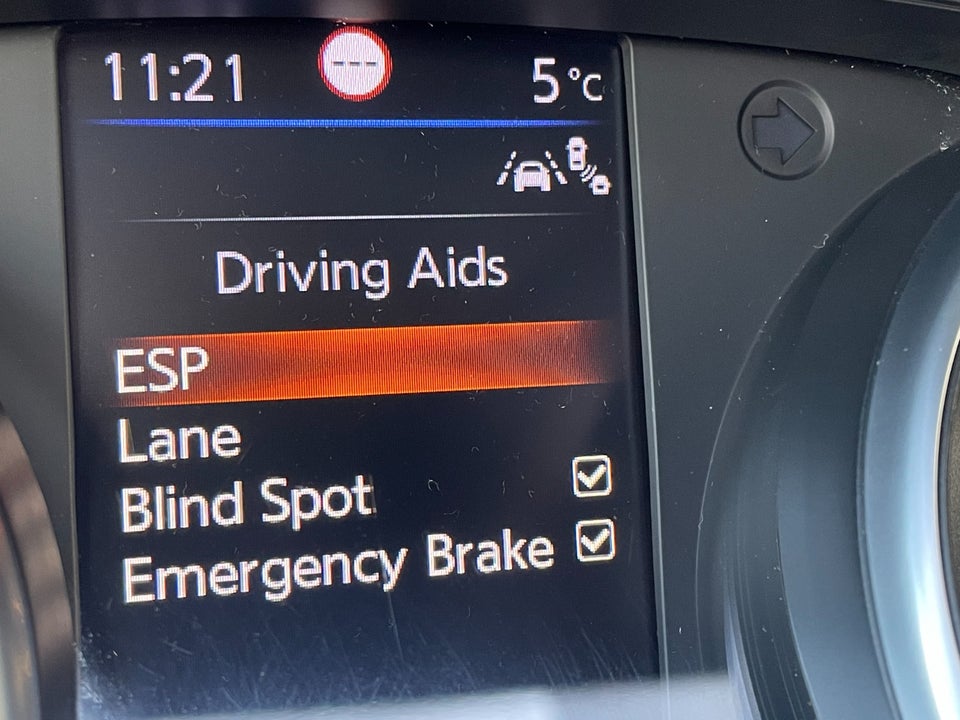 11:21 --- 5°C
Driving Aids
ESP
Lane
Blind Spot
Emergency Brake